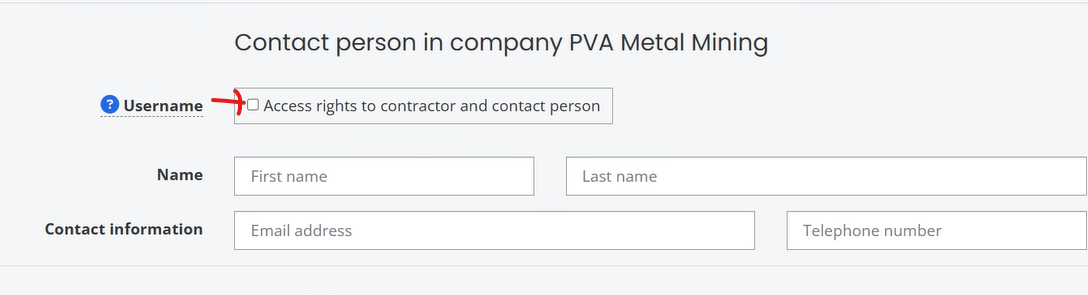 Contact person in company PVA Metal Mining
? Username Access rights to contractor and contact person
Name First name Last name
Contact information Email address Telephone number